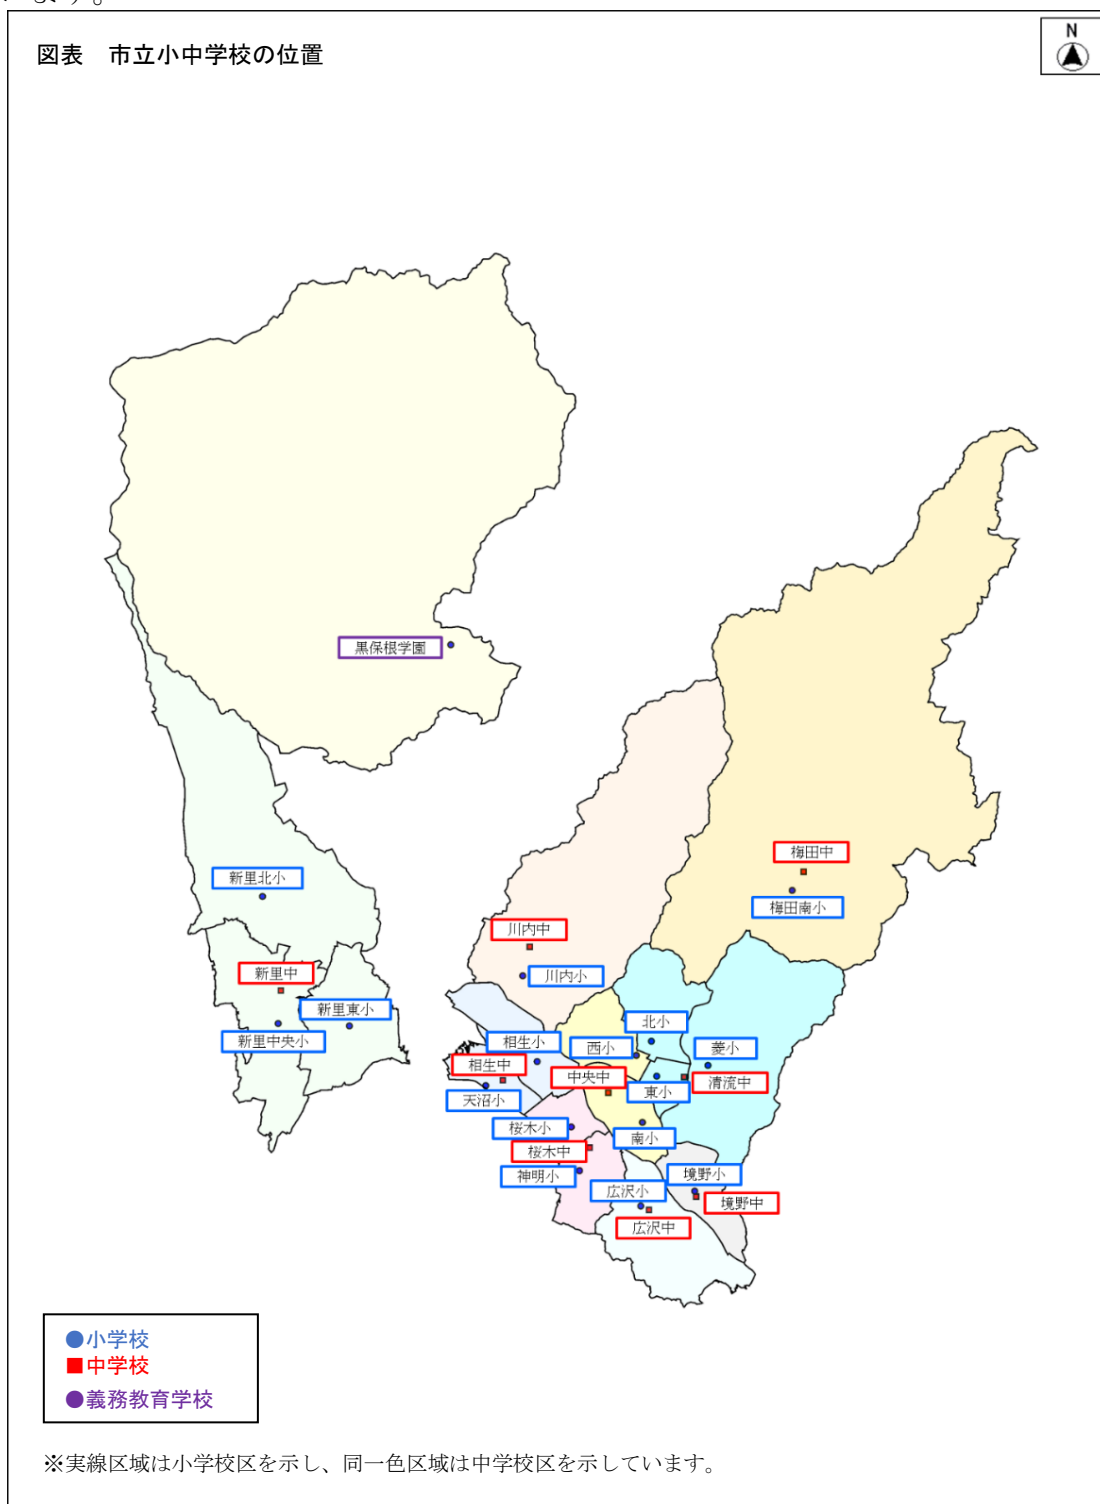 います。
図表　市立小中学校の位置
N
黒保根学園
梅田中
新里北小
梅田南小
川内中
新里中
川内小
新里東小
北小
新里中央小
相生小
西小
菱小
相生中
中央中
清流中
天沼小
東小
桜木小
南小
桜木中
神明小
境野小
広沢小
境野中
広沢中
●小学校
■中学校
●義務教育学校
※実線区域は小学校区を示し、同一色区域は中学校区を示しています。